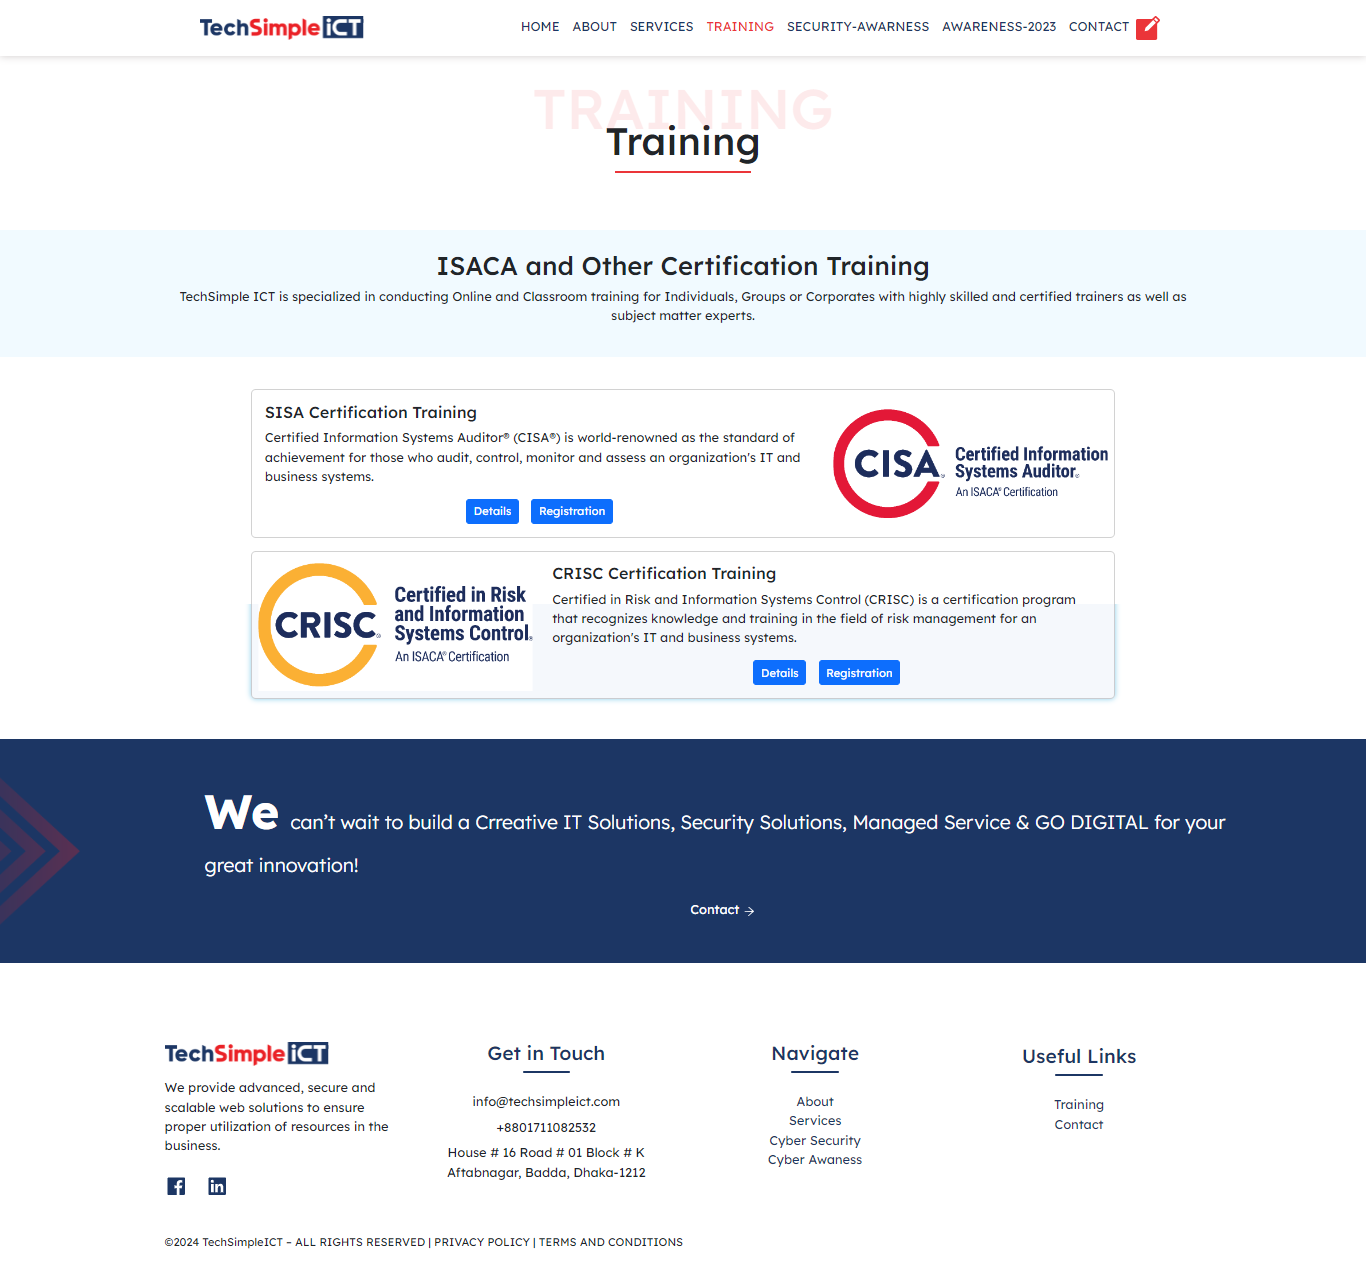 TechSimple iCT
HOME ABOUT SERVICES TRAINING SECURITY-AWARNESS AWARENESS-2023 CONTACT
TRAINING
Training
ISACA and Other Certification Training
TechSimple ICT is specialized in conducting Online and Classroom training for Individuals, Groups or Corporates with highly skilled and certified trainers as well as
subject matter experts.
SISA Certification Training
Certified Information Systems Auditor® (CISA®) is world-renowned as the standard of
achievement for those who audit, control, monitor and assess an organization's IT and
business systems.
Details Registration
CISA
Certified Information
Systems Auditor®
An ISACA® Certification
CRISC
Certified in Risk
and Information
Systems Control®
An ISACA® Certification
CRISC Certification Training
Certified in Risk and Information Systems Control (CRISC) is a certification program
that recognizes knowledge and training in the field of risk management for an
organization's IT and business systems.
Details Registration
We can't wait to build a Crreative IT Solutions, Security Solutions, Managed Service & GO DIGITAL for your
great innovation!
Contact →
TechSimple iCT
We provide advanced, secure and
scalable web solutions to ensure
proper utilization of resources in the
business.
Get in Touch
info@techsimpleict.com
+8801711082532
House # 16 Road # 01 Block # K
Aftabnagar, Badda, Dhaka-1212
Navigate
About
Services
Cyber Security
Cyber Awaness
Useful Links
Training
Contact
©2024 TechSimpleICT – ALL RIGHTS RESERVED | PRIVACY POLICY | TERMS AND CONDITIONS